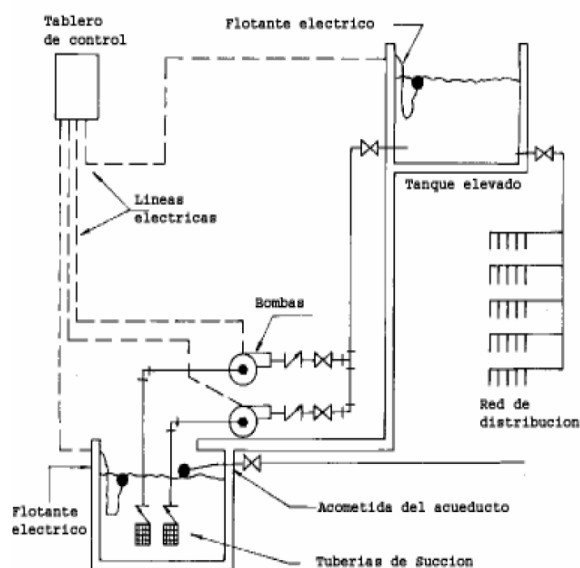 Tablero
de control
Flotante electrico
Tanque elevado
Lineas
electricas
Bombas
Red de
distribucion
Flotante
electrico
Acometida del acueducto
Tuberias de Succion